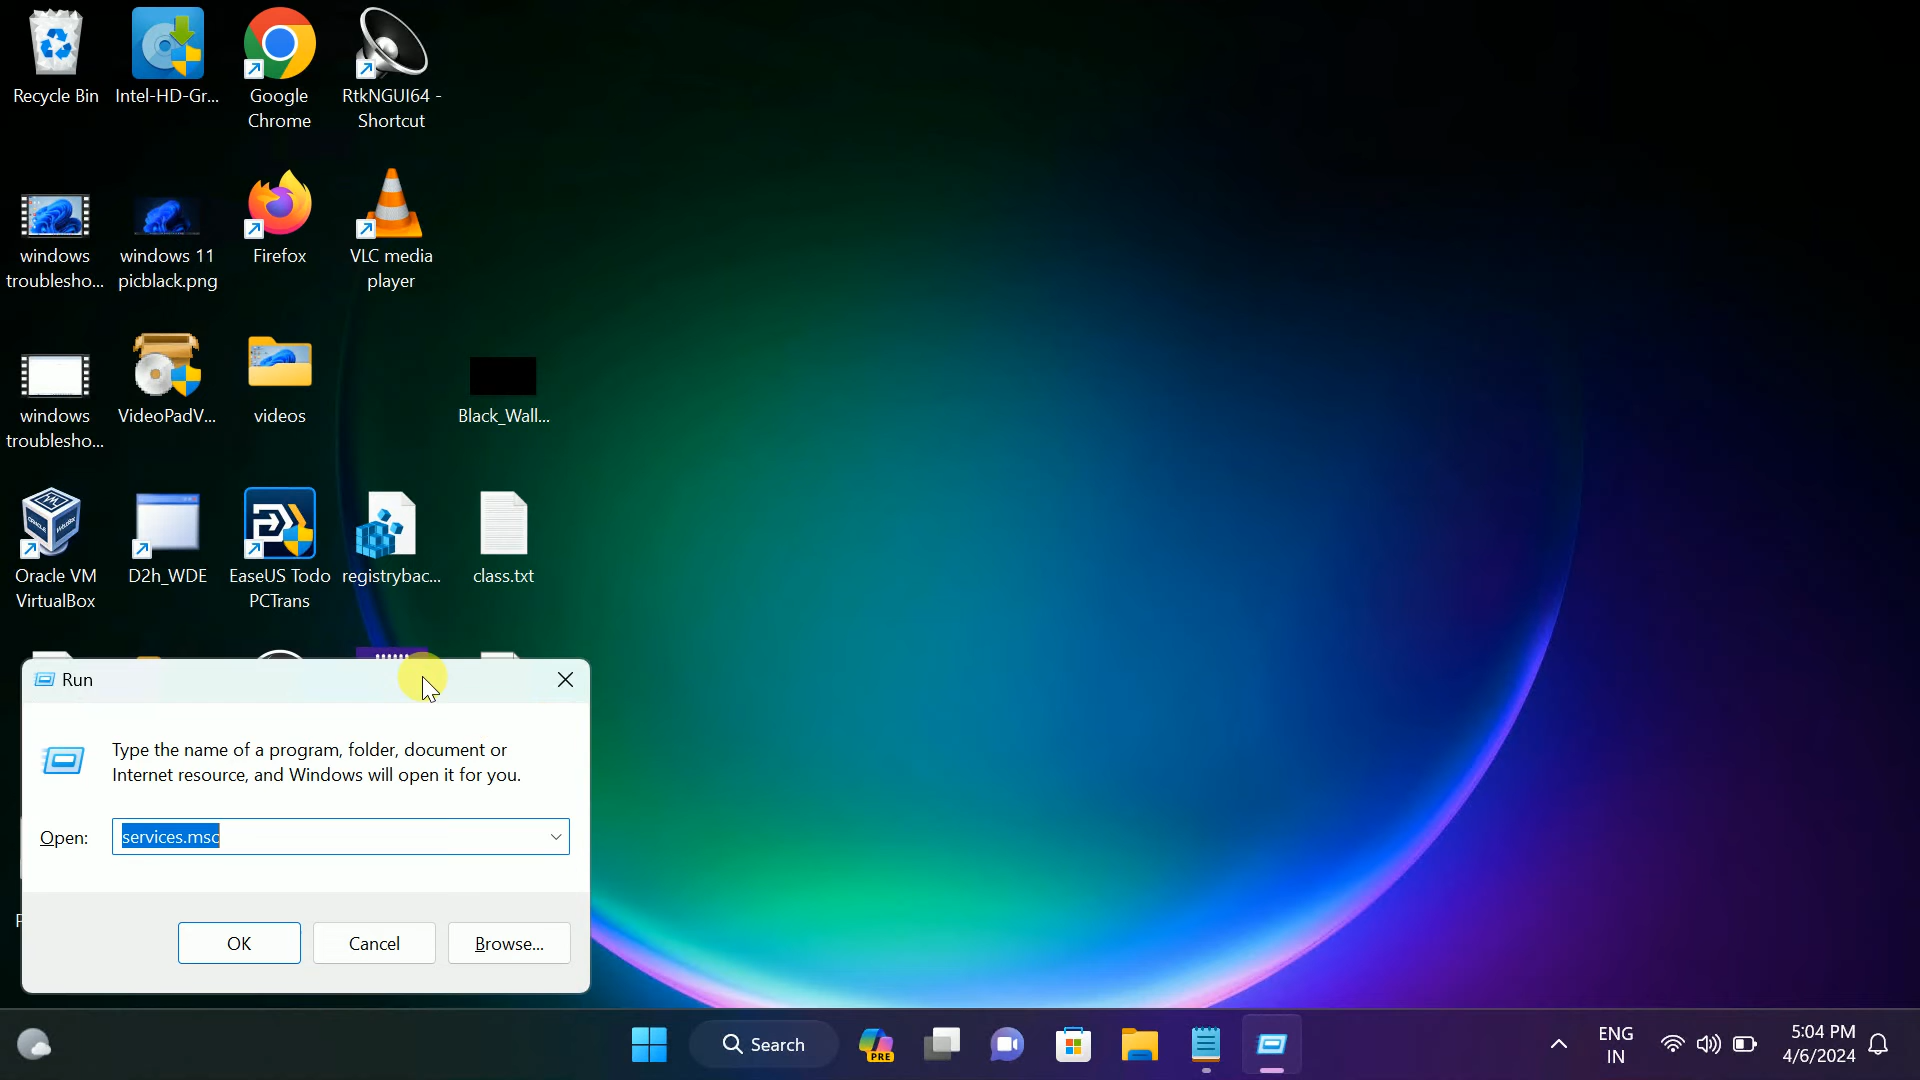 Recycle Bin
Intel-HD-Gr...
Google
Chrome
RtkNGUI64 -
Shortcut
windows
troublesho...
windows 11
picblack.png
Firefox
VLC media
player
windows
troublesho...
VideoPadV...
videos
Black_Wall...
Oracle VM
VirtualBox
D2h_WDE
EaseUS Todo
PCTrans
registrybac...
class.txt
Run
Type the name of a program, folder, document or
Internet resource, and Windows will open it for you.
Open:
services.msc
OK
Cancel
Browse...
Search
PRE
ENG
IN
5:04 PM
4/6/2024